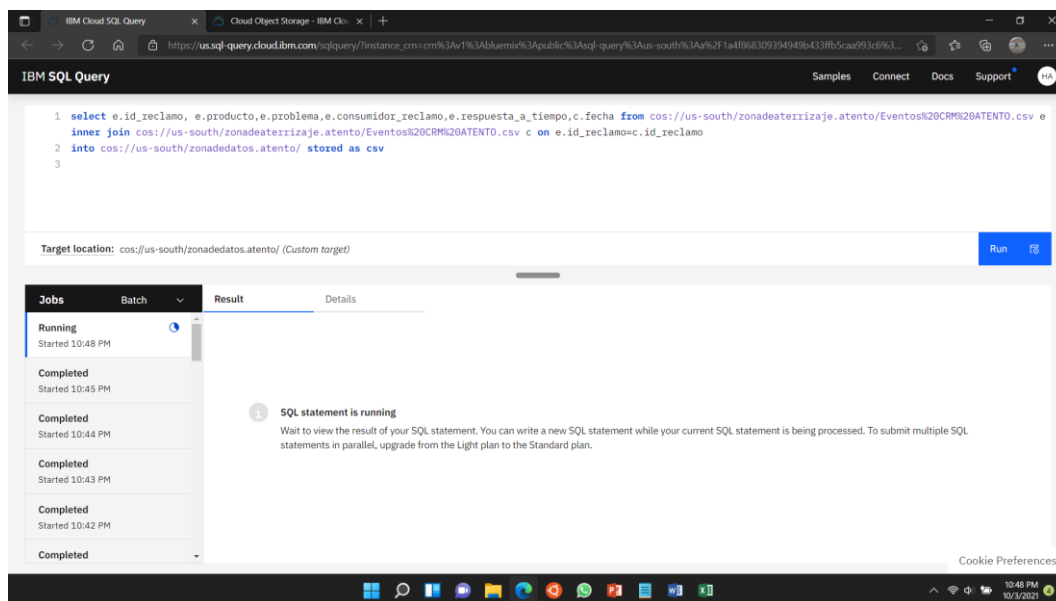 IBM Cloud SQL Query
Cloud Object Storage - IBM Clou
https://us.sql-query.cloud.ibm.com/sqlquery/?instance_crn=crn%3Av1%3Abluemix%3Apublic%3Asql-query%3Aus-south%3Aa%2F1a4f868309394949b433ffb5caa993c6%3...
IBM SQL Query
Samples Connect Docs Support HA
1 select e.id_reclamo, e.producto,e.problema,e.consumidor_reclamo,e.respuesta_a_tiempo,c.fecha from cos://us-south/zonadeaterrizaje.atento/Eventos%20CRM%20ATENTO.csv e
inner join cos://us-south/zonadeaterrizaje.atento/Eventos%20CRM%20ATENTO.csv c on e.id_reclamo=c.id_reclamo
2 into cos://us-south/zonadedatos.atento/ stored as csv
3
Target location: cos://us-south/zonadedatos.atento/ (Custom target)
Run
Jobs Batch
Result Details
Running
Started 10:48 PM
Completed
Started 10:45 PM
Completed
Started 10:44 PM
Completed
Started 10:43 PM
Completed
Started 10:42 PM
Completed
SQL statement is running
Wait to view the result of your SQL statement. You can write a new SQL statement while your current SQL statement is being processed. To submit multiple SQL
statements in parallel, upgrade from the Light plan to the Standard plan.
Cookie Preferences
10:48 PM
10/3/2021
4